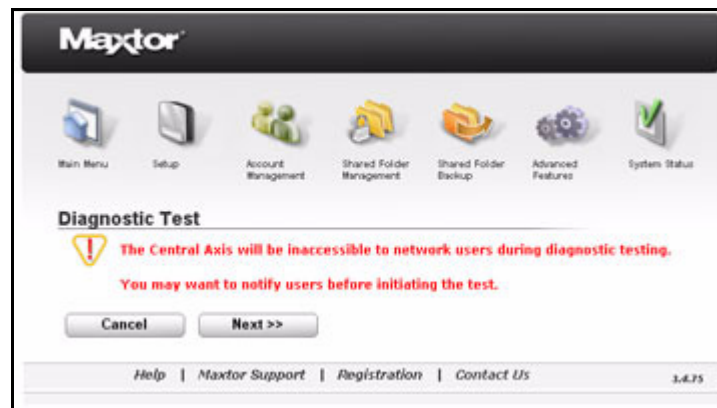 Maxtor
Main Menu
Setup
Account
Management
Shared Folder
Management
Shared Folder
Backup
Advanced
Features
System Status
Diagnostic Test
The Central Axis will be inaccessible to network users during diagnostic testing.
You may want to notify users before initiating the test.
Cancel
Next >>
Help | Maxtor Support | Registration | Contact Us
3.4.75